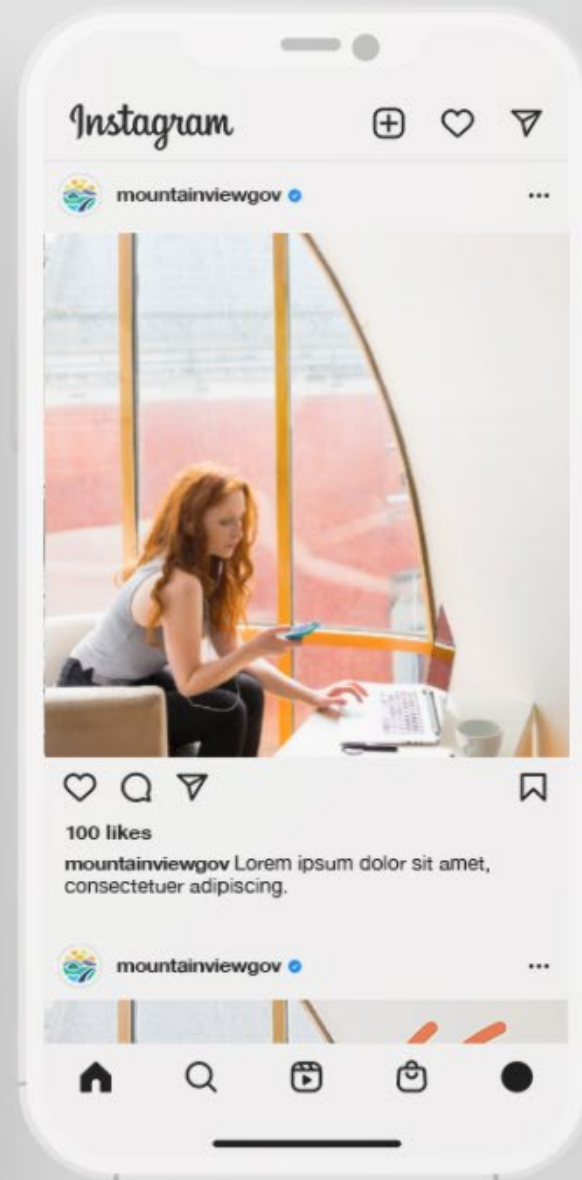 Instagram
mountainviewgov
100 likes
mountainviewgov Lorem ipsum dolor sit amet,
consectetuer adipiscing.
mountainviewgov